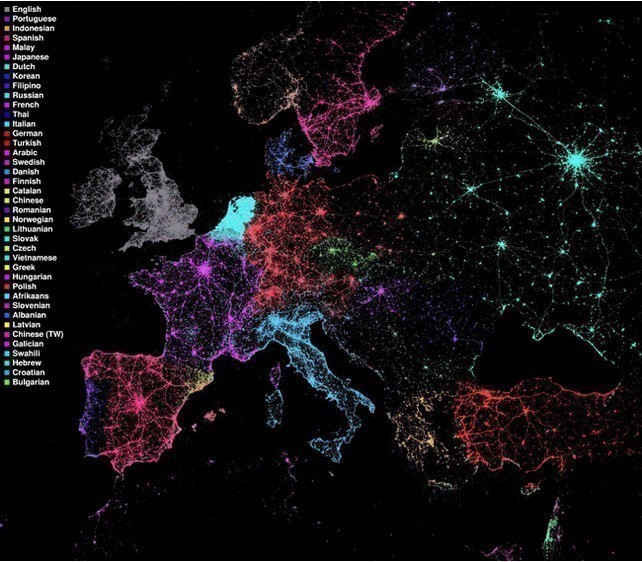 English
Portuguese
Indonesian
Spanish
Malay
Japanese
Dutch
Korean
Filipino
Russian
French
Thai
Italian
German
Turkish
Arabic
Swedish
Danish
Finnish
Catalan
Chinese
Romanian
Norwegian
Lithuanian
Slovak
Czech
Vietnamese
Greek
Hungarian
Polish
Afrikaans
Slovenian
Albanian
Latvian
Chinese (TW)
Galician
Swahili
Hebrew
Croatian
Bulgarian